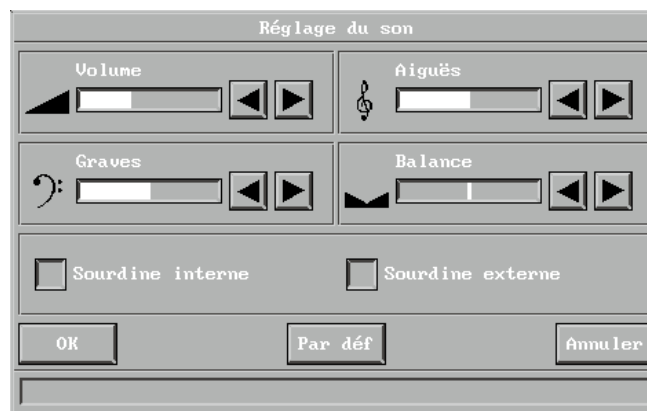 Réglage du son
Volume
Aiguës
Graves
Balance
Sourdine interne
Sourdine externe
OK
Par déf
Annuler